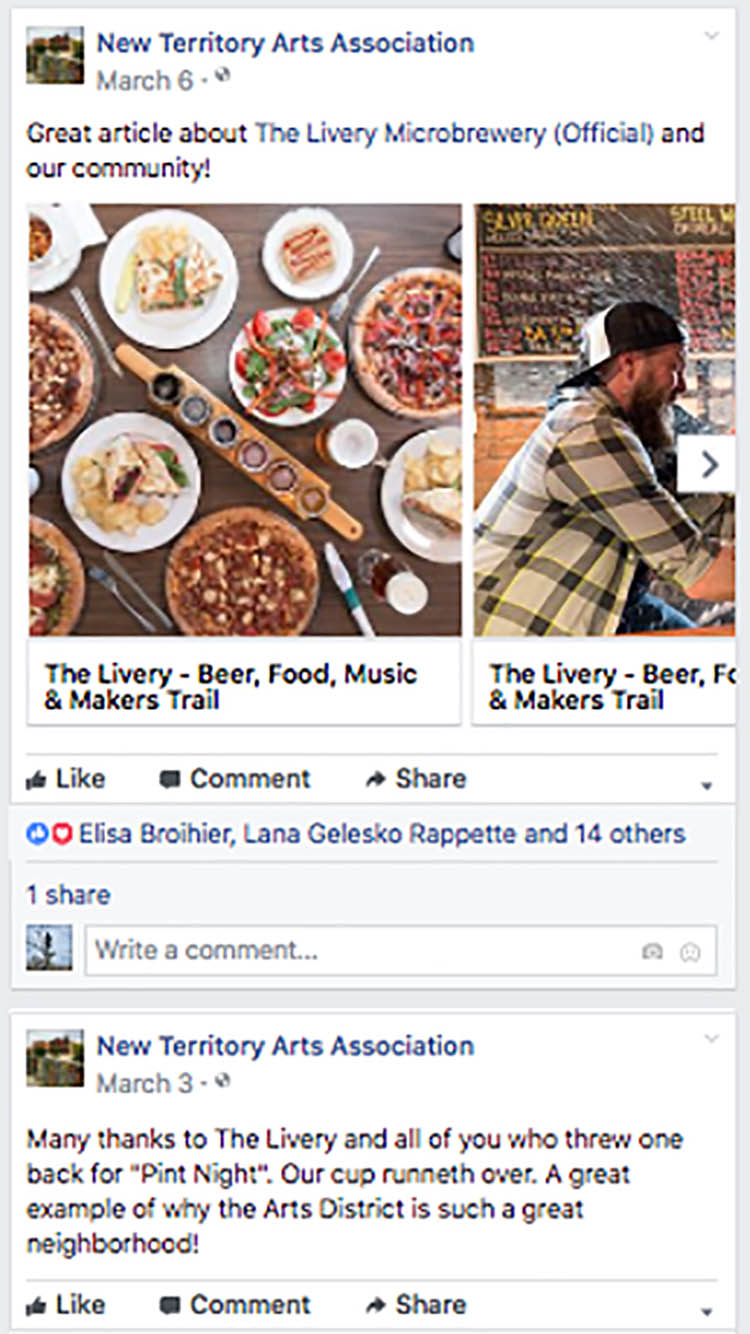 New Territory Arts Association
March 6 ·
Great article about The Livery Microbrewery (Official) and
our community!
SILVER QUEEN
STEEL
The Livery - Beer, Food, Music
& Makers Trail
The Livery - Beer, Fo
& Makers Trail
Like Comment Share
Elisa Broihier, Lana Gelesko Rappette and 14 others
1 share
Write a comment...
New Territory Arts Association
March 3 ·
Many thanks to The Livery and all of you who threw one
back for "Pint Night". Our cup runneth over. A great
example of why the Arts District is such a great
neighborhood!
Like Comment Share